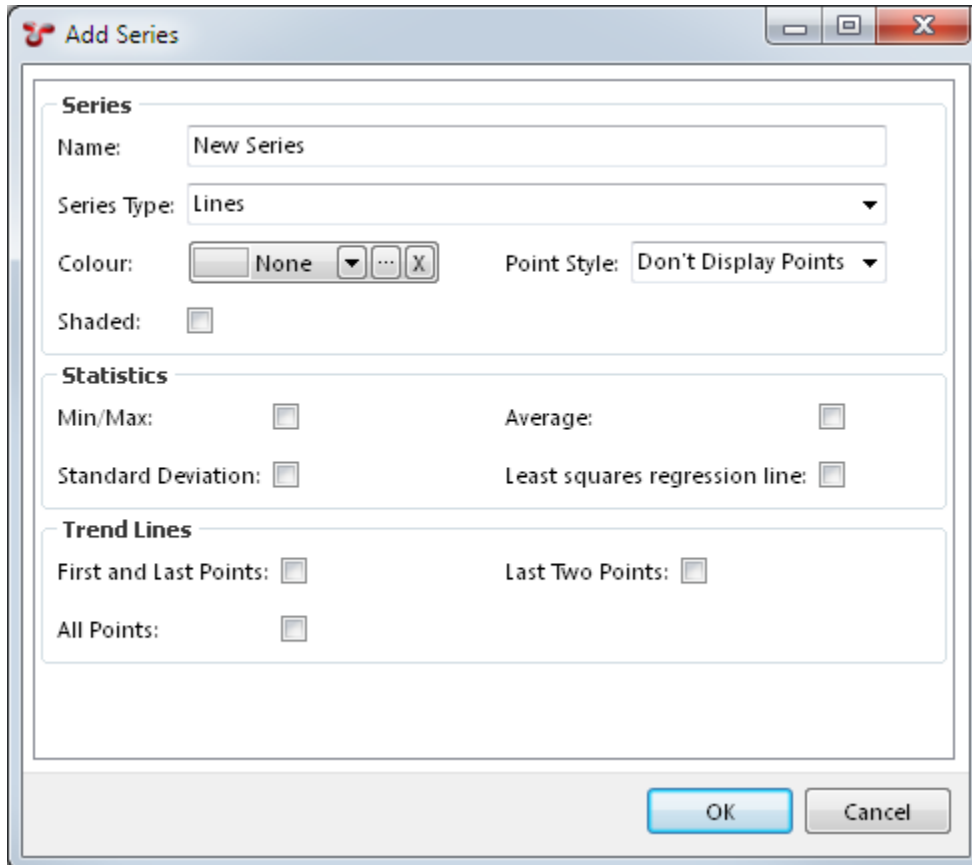 Add Series
Series
Name: New Series
Series Type: Lines
Colour: None ... X Point Style: Don't Display Points
Shaded:
Statistics
Min/Max: Average:
Standard Deviation: Least squares regression line:
Trend Lines
First and Last Points: Last Two Points:
All Points:
OK Cancel